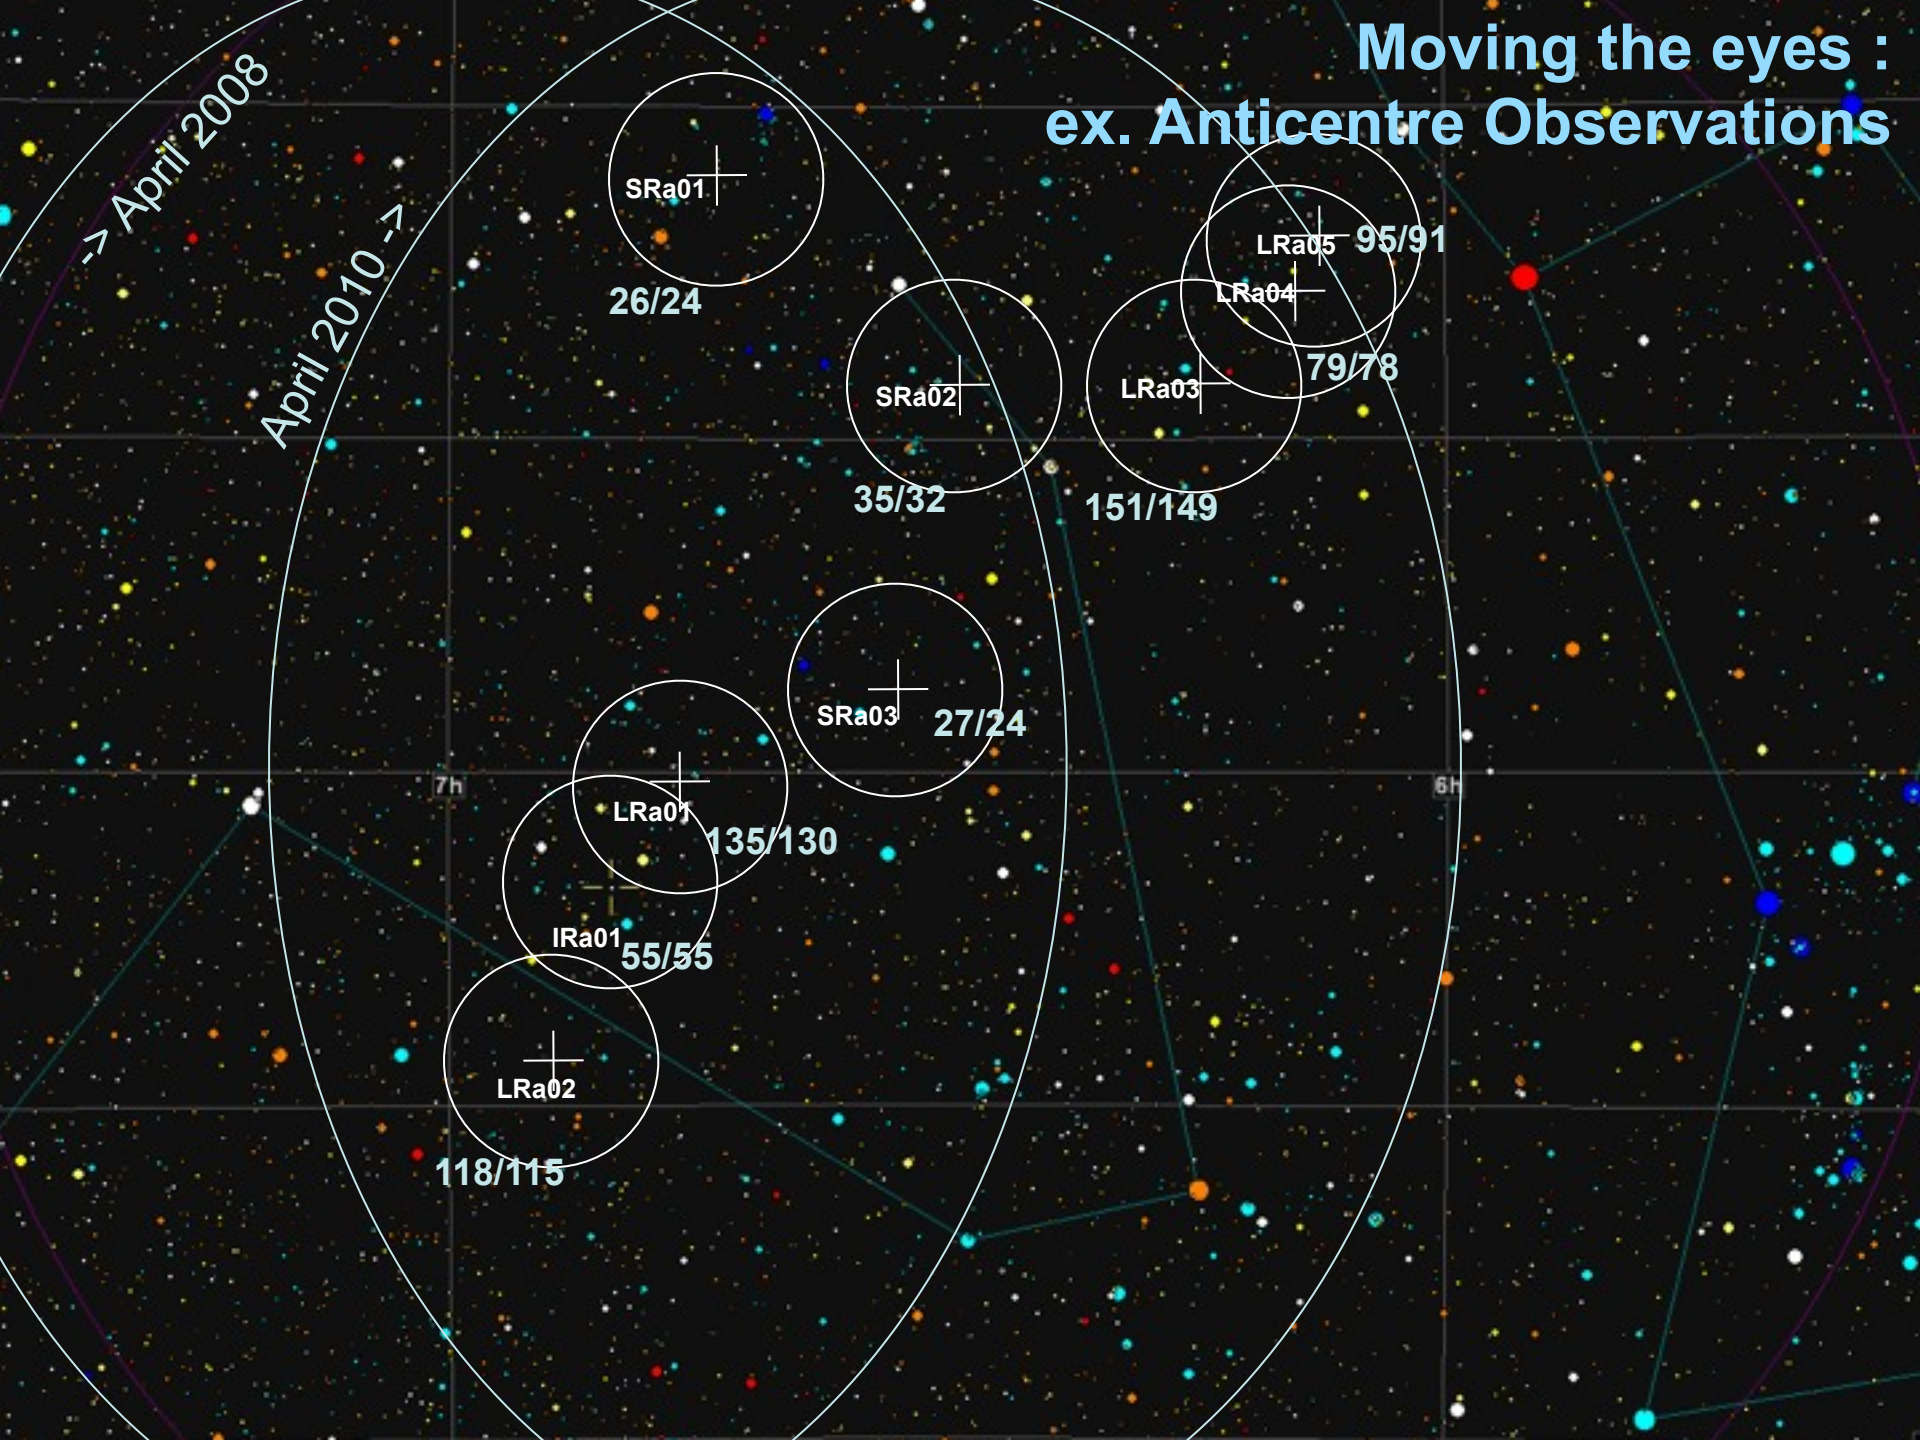 Moving the eyes :
ex. Anticentre Observations
-> April 2008
April 2010 ->
SRa01
26/24
LRa05 95/91
LRa04
79/78
SRa02
35/32
LRa03
151/149
SRa03 27/24
7h
6h
LRa01
135/130
IRa01 55/55
LRa02
118/115